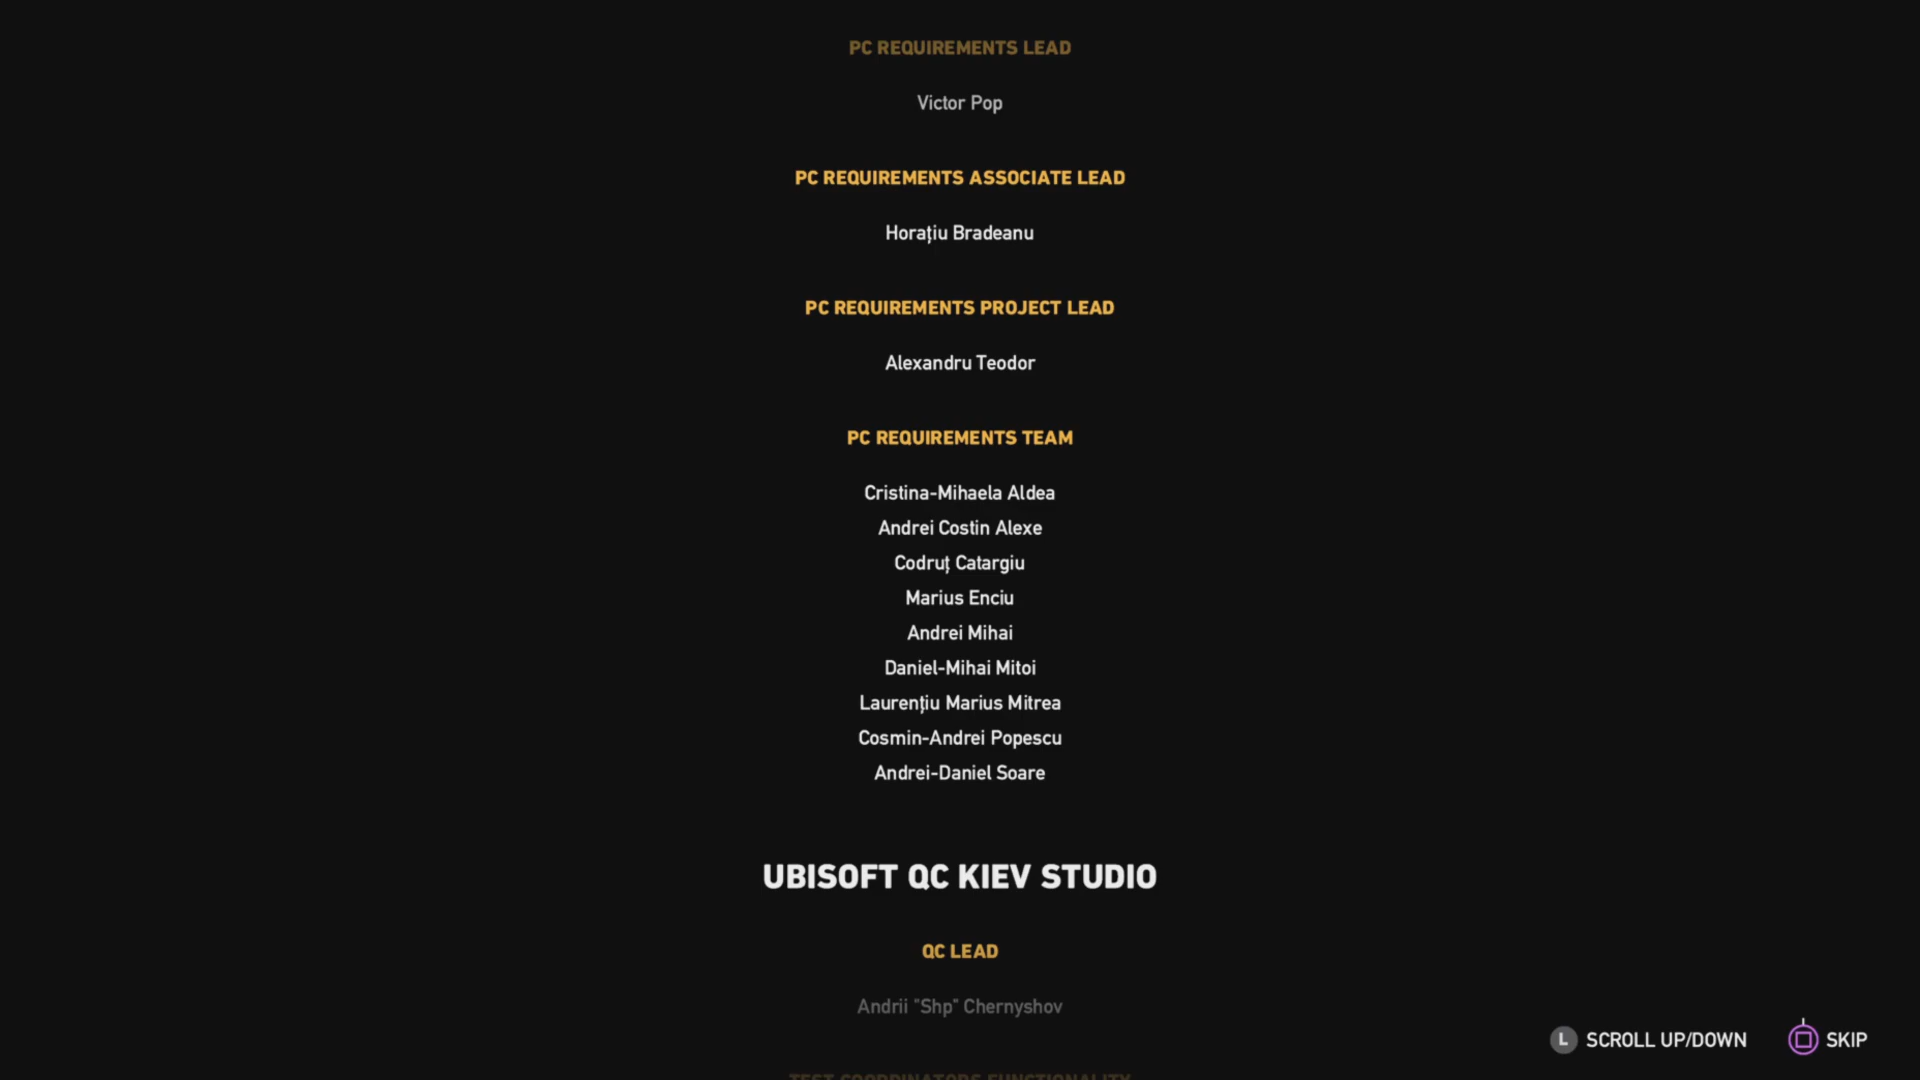 PC REQUIREMENTS LEAD
Victor Pop
PC REQUIREMENTS ASSOCIATE LEAD
Horațiu Bradeanu
PC REQUIREMENTS PROJECT LEAD
Alexandru Teodor
PC REQUIREMENTS TEAM
Cristina-Mihaela Aldea
Andrei Costin Alexe
Codruț Catargiu
Marius Enciu
Andrei Mihai
Daniel-Mihai Mitoi
Laurențiu Marius Mitrea
Cosmin-Andrei Popescu
Andrei-Daniel Soare
UBISOFT QC KIEV STUDIO
QC LEAD
Andrii "Shp" Chernyshov
L SCROLL UP/DOWN SKIP
TEST COORDINATORS FUNCTIONALITY